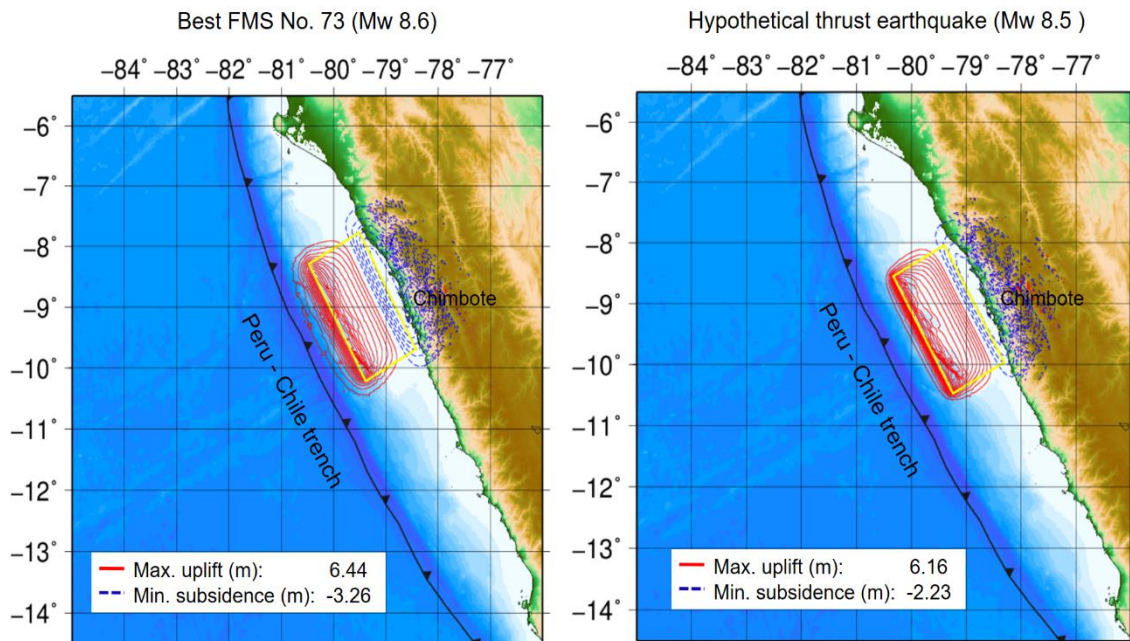 Best FMS No. 73 (Mw 8.6)
−84° −83° −82° −81° −80° −79° −78° −77°
−6°
−7°
−8°
−9°
−10°
−11°
−12°
−13°
−14°
Chimbote
Peru - Chile trench
Max. uplift (m): 6.44
Min. subsidence (m): -3.26
Hypothetical thrust earthquake (Mw 8.5 )
−84° −83° −82° −81° −80° −79° −78° −77°
−6°
−7°
−8°
−9°
−10°
−11°
−12°
−13°
−14°
Chimbote
Peru - Chile trench
Max. uplift (m): 6.16
Min. subsidence (m): -2.23